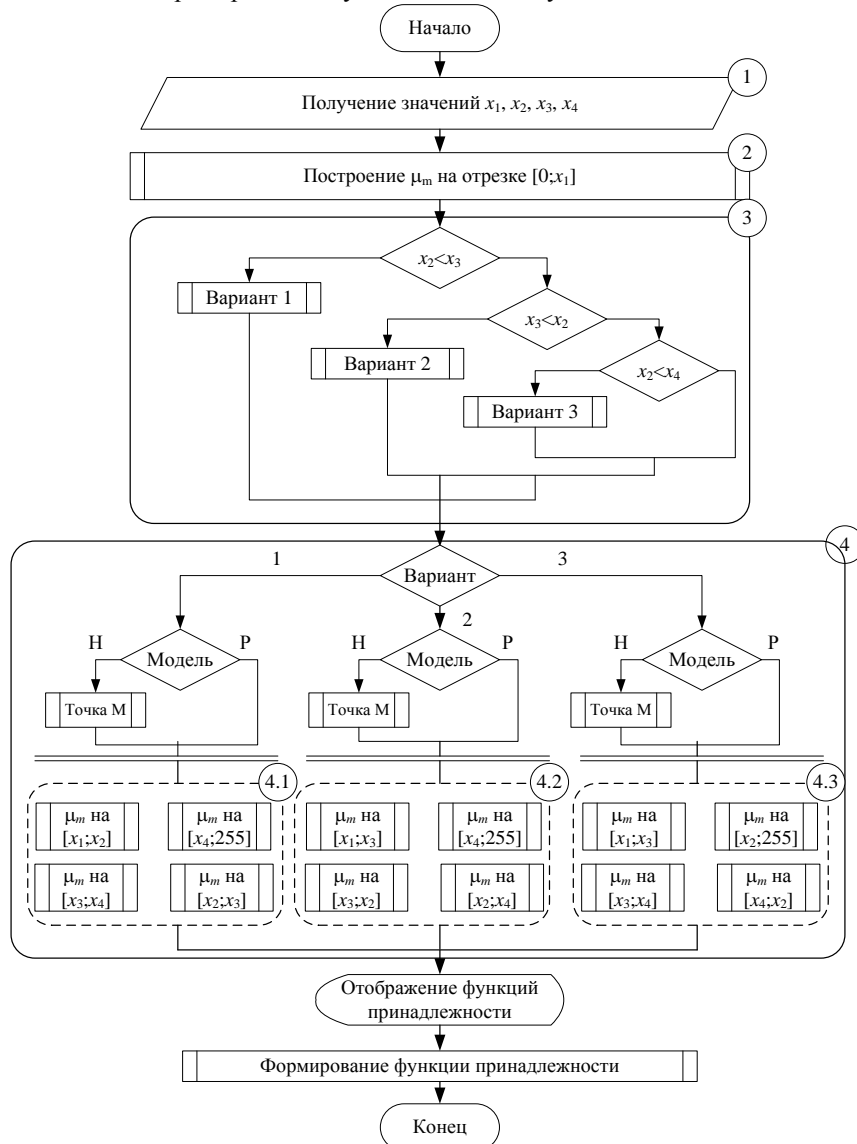 Начало
1
Получение значений x1, x2, x3, x4
2
Построение μm на отрезке [0;x1]
3
x2<x3
Вариант 1
x3<x2
Вариант 2
x2<x4
Вариант 3
4
1
Вариант
3
2
Н
Модель
Р
Точка М
Н
Модель
Р
Точка М
Н
Модель
Р
Точка М
4.1
μm на
[x1;x2]
μm на
[x4;255]
μm на
[x3;x4]
μm на
[x2;x3]
4.2
μm на
[x1;x3]
μm на
[x4;255]
μm на
[x3;x2]
μm на
[x2;x4]
4.3
μm на
[x1;x3]
μm на
[x2;255]
μm на
[x3;x4]
μm на
[x4;x2]
Отображение функций
принадлежности
Формирование функции принадлежности
Конец